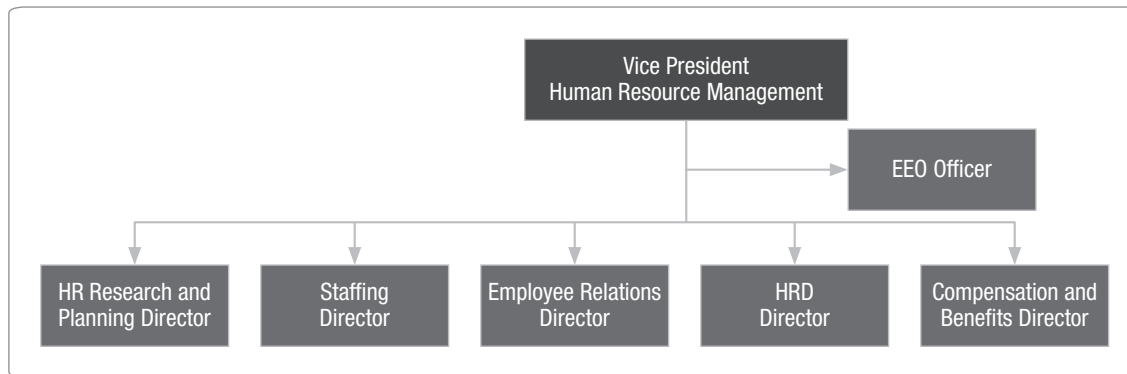 Vice President
Human Resource Management
EEO Officer
HR Research and
Planning Director
Staffing
Director
Employee Relations
Director
HRD
Director
Compensation and
Benefits Director